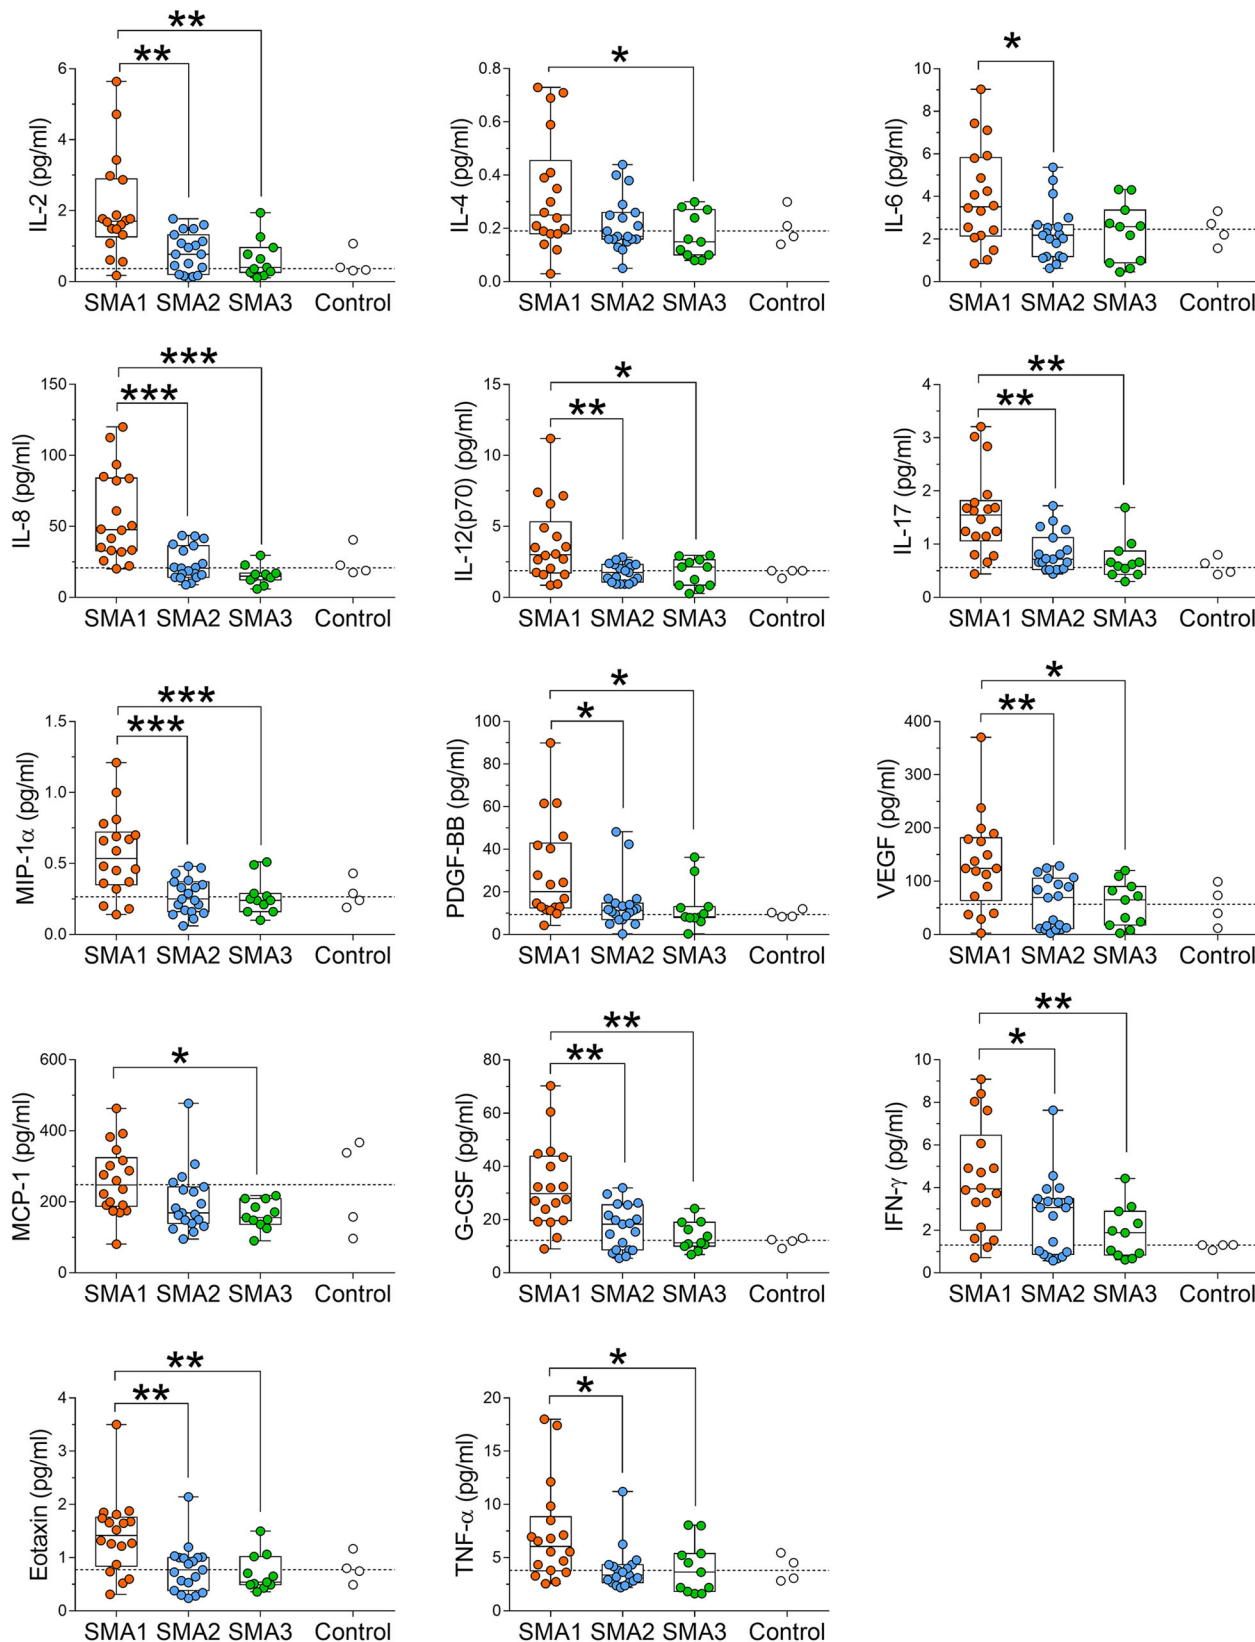 ** ** *
** *
6 0.8 10
IL-2 (pg/ml) IL-4 (pg/ml) IL-6 (pg/ml)
8
0.6
4 6
0.4
4
2
0.2 2
0 0.0 0
SMA1 SMA2 SMA3 Control SMA1 SMA2 SMA3 Control SMA1 SMA2 SMA3 Control
*** * **
*** ** **
150 15 4
IL-8 (pg/ml) IL-12(p70) (pg/ml) IL-17 (pg/ml)
3
100 10
2
50 5
1
0 0 0
SMA1 SMA2 SMA3 Control SMA1 SMA2 SMA3 Control SMA1 SMA2 SMA3 Control
*** * *
*** * **
1.5 100 400
MIP-1α (pg/ml) PDGF-BB (pg/ml) VEGF (pg/ml)
80
300
1.0 60
200
40
0.5
100
20
0.0 0 0
SMA1 SMA2 SMA3 Control SMA1 SMA2 SMA3 Control SMA1 SMA2 SMA3 Control
* ** **
** *
600 80 10
MCP-1 (pg/ml) G-CSF (pg/ml) IFN-γ (pg/ml)
8
400 60
6
40
4
200
20 2
0 0 0
SMA1 SMA2 SMA3 Control SMA1 SMA2 SMA3 Control SMA1 SMA2 SMA3 Control
** *
** *
4 20
Eotaxin (pg/ml) TNF-α (pg/ml)
3 15
2 10
1 5
0 0
SMA1 SMA2 SMA3 Control SMA1 SMA2 SMA3 Control